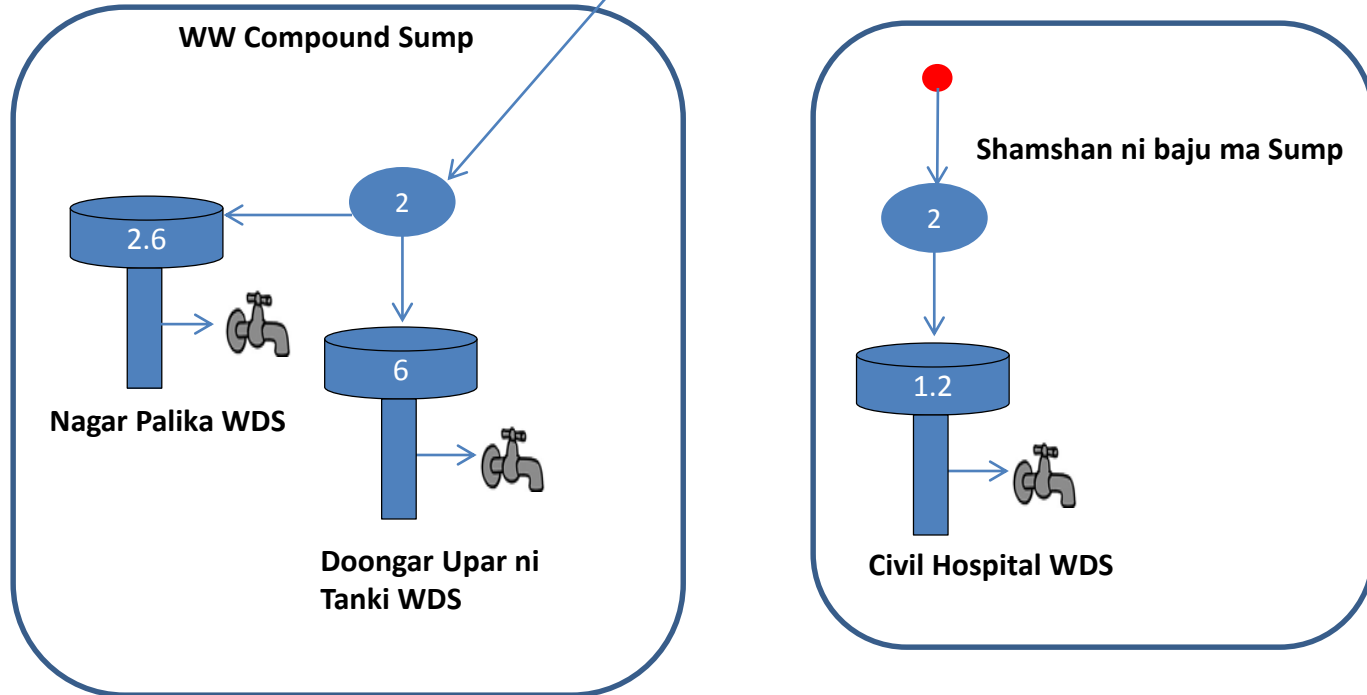 WW Compound Sump
2
2.6
6
Nagar Palika WDS
Doongar Upar ni
Tanki WDS
Shamshan ni baju ma Sump
2
1.2
Civil Hospital WDS